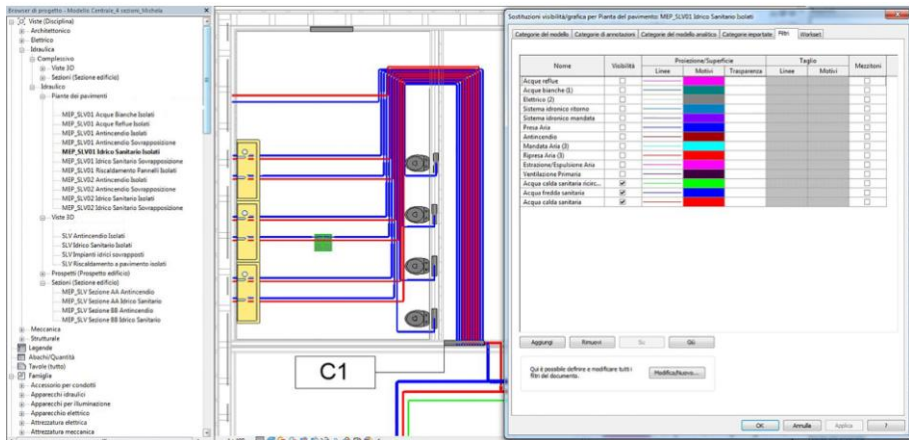 Browser di progetto - Modello Centrale_4 sezioni_Michela
Viste (Disciplina)
Architettonico
Elettrico
Idraulica
Complessivo
Viste 3D
Sezioni (Sezione edificio)
Idraulico
Piante dei pavimenti
MEP_SLV01 Acque Bianche Isolati
MEP_SLV01 Acque Reflue Isolati
MEP_SLV01 Antincendio Isolati
MEP_SLV01 Antincendio Sovrapposizione
MEP_SLV01 Idrico Sanitario Isolati
MEP_SLV01 Idrico Sanitario Sovrapposizione
MEP_SLV01 Riscaldamento Pannelli Isolati
MEP_SLV02 Antincendio Isolati
MEP_SLV02 Antincendio Sovrapposizione
MEP_SLV02 Idrico Sanitario Isolati
MEP_SLV02 Idrico Sanitario Sovrapposizione
Viste 3D
SLV Antincendio Isolati
SLV Idrico Sanitario Isolati
SLV Impianti idrici sovrapposti
SLV Riscaldamento a pavimento isolati
Prospetti (Prospetto edificio)
Sezioni (Sezione edificio)
MEP_SLV Sezione AA Antincendio
MEP_SLV Sezione AA Idrico Sanitario
MEP_SLV Sezione BB Antincendio
MEP_SLV Sezione BB Idrico Sanitario
Meccanica
Strutturale
Legende
Abachi/Quantità
Tavole (tutto)
Famiglie
Accessorio per condotti
Apparecchi idraulici
Apparecchi per illuminazione
Apparecchio elettrico
Attrezzatura elettrica
Attrezzatura meccanica
C1
Sostituzioni visibilità/grafica per Pianta del pavimento: MEP_SLV01 Idrico Sanitario Isolati
Categorie del modello Categorie di annotazioni Categorie del modello analitico Categorie importate Filtri Workset
Nome Visibilità Proiezione/Superficie Taglio Mezzitoni
Linee Motivi Trasparenza Linee Motivi
Acque reflue
Acque bianche (1)
Elettrico (2)
Sistema idronico ritorno
Sistema idronico mandata
Presa Aria
Antincendio
Mandata Aria (3)
Ripresa Aria (3)
Estrazione/Espulsione Aria
Ventilazione Primaria
Acqua calda sanitaria ricirc...
Acqua fredda sanitaria
Acqua calda sanitaria
Aggiungi Rimuovi Su Giù
Qui è possibile definire e modificare tutti i
filtri del documento.
Modifica/Nuovo...
OK Annulla Applica ?